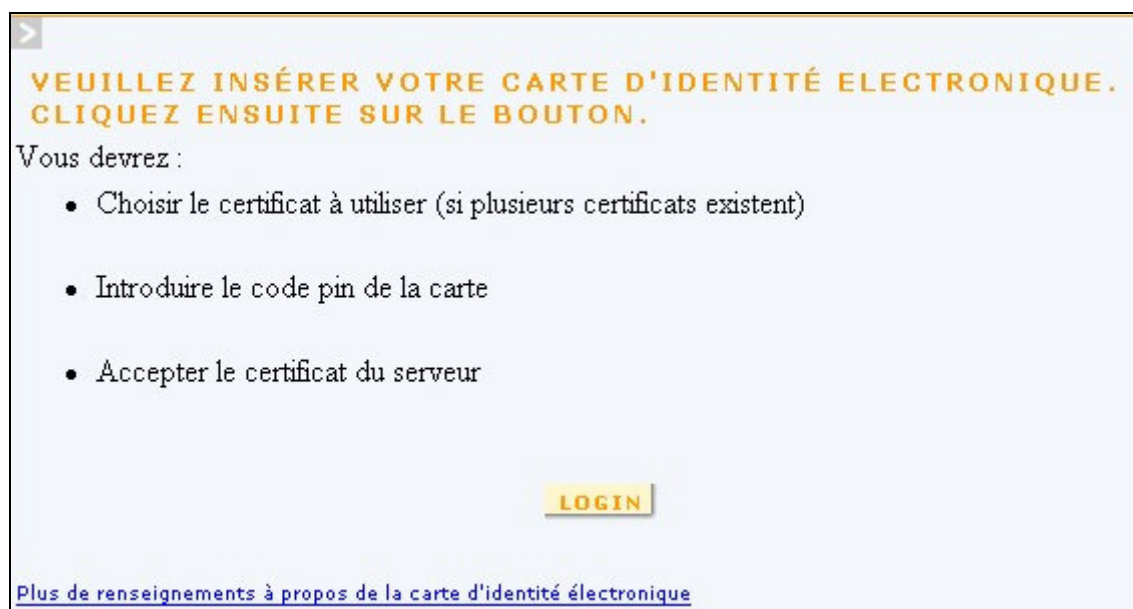 VEUILLEZ INSÉRER VOTRE CARTE D'IDENTITÉ ELECTRONIQUE.
CLIQUEZ ENSUITE SUR LE BOUTON.
Vous devrez :
• Choisir le certificat à utiliser (si plusieurs certificats existent)
• Introduire le code pin de la carte
• Accepter le certificat du serveur
LOGIN
Plus de renseignements à propos de la carte d'identité électronique